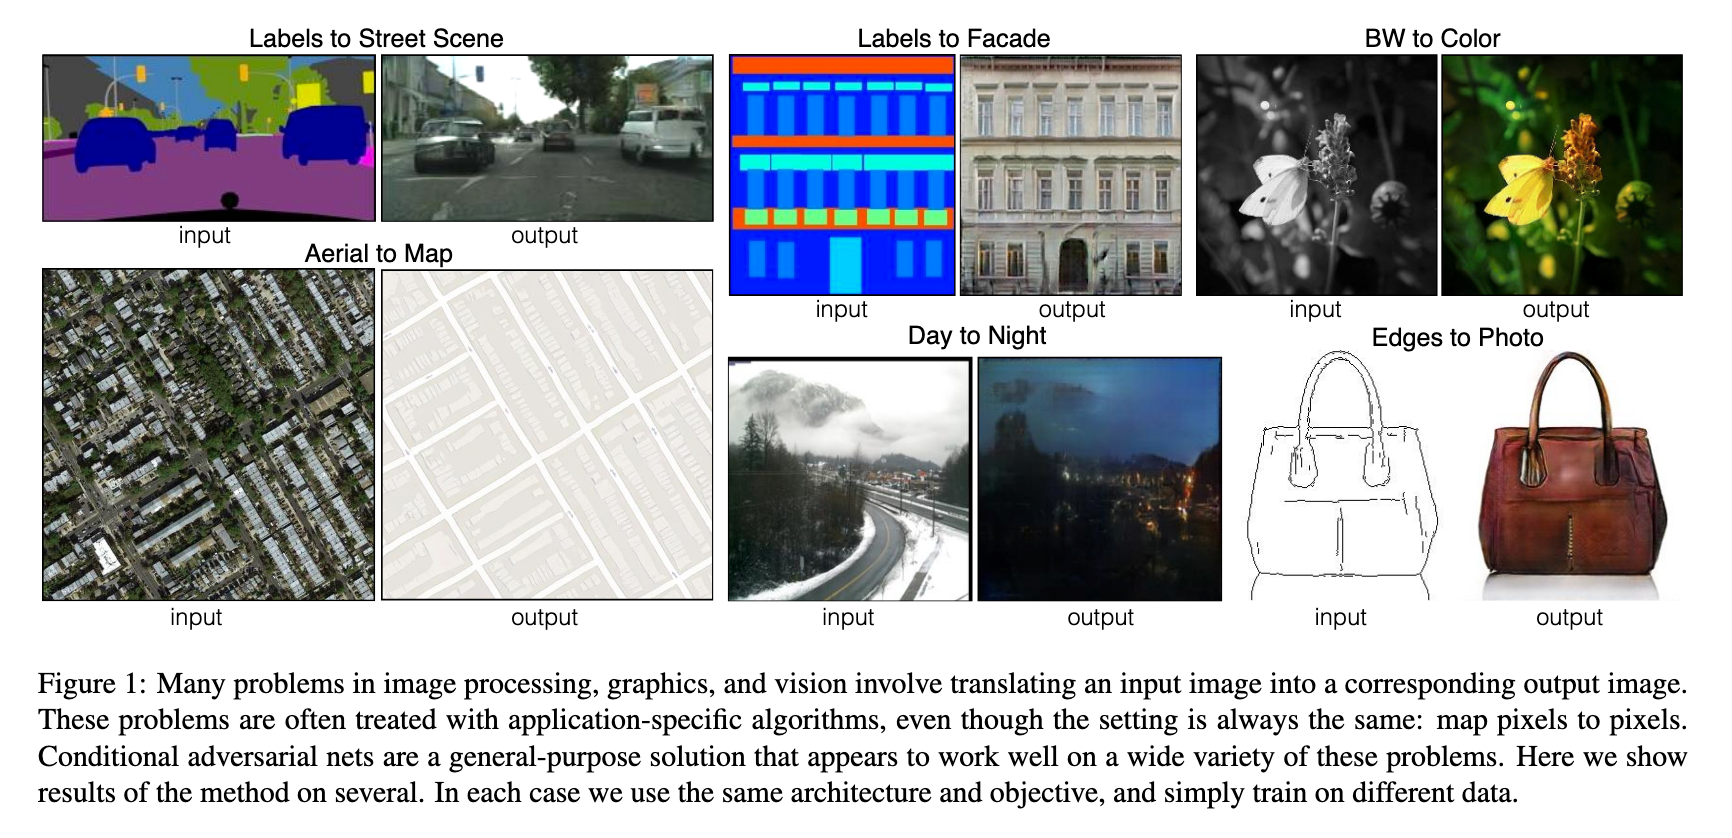 Labels to Street Scene
input
output
Aerial to Map
input
output
Labels to Facade
input
output
BW to Color
input
output
Day to Night
input
output
Edges to Photo
input
output
Figure 1: Many problems in image processing, graphics, and vision involve translating an input image into a corresponding output image.
These problems are often treated with application-specific algorithms, even though the setting is always the same: map pixels to pixels.
Conditional adversarial nets are a general-purpose solution that appears to work well on a wide variety of these problems. Here we show
results of the method on several. In each case we use the same architecture and objective, and simply train on different data.